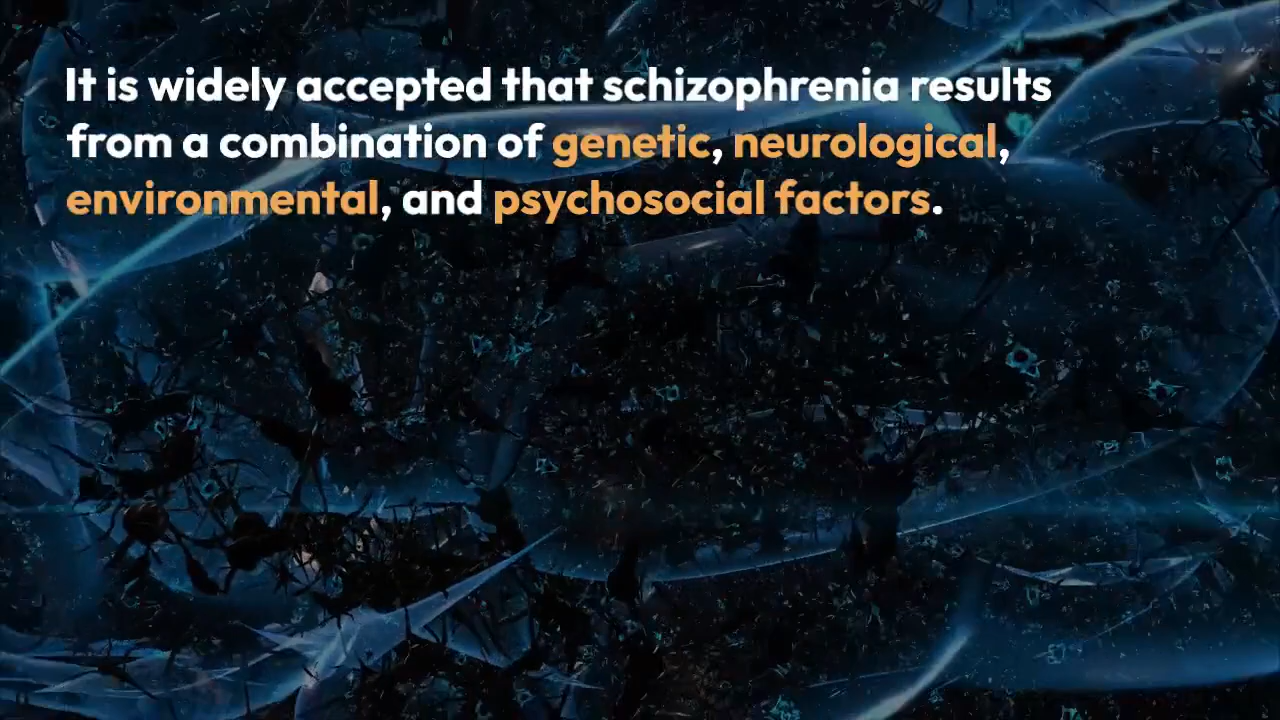 It is widely accepted that schizophrenia results
from a combination of genetic, neurological,
environmental, and psychosocial factors.